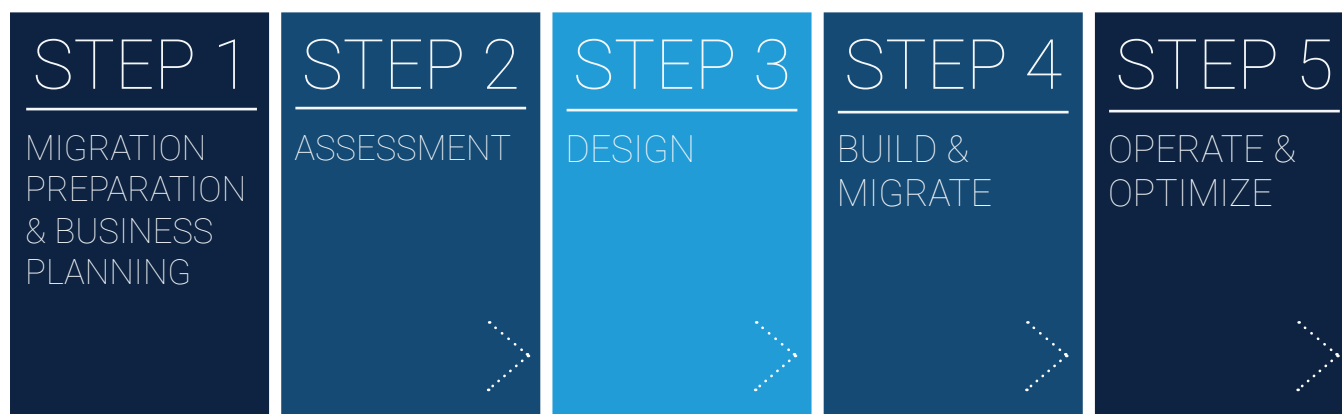 STEP 1
MIGRATION
PREPARATION
& BUSINESS
PLANNING
STEP 2
ASSESSMENT
STEP 3
DESIGN
STEP 4
BUILD &
MIGRATE
STEP 5
OPERATE &
OPTIMIZE